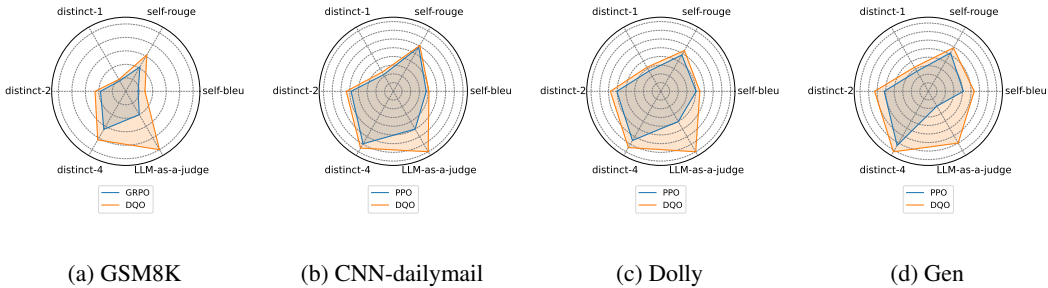 distinct-1
self-rouge
distinct-2
self-bleu
distinct-4
LLM-as-a-judge
GRPO
DQO
(a) GSM8K
distinct-1
self-rouge
distinct-2
self-bleu
distinct-4
LLM-as-a-judge
PPO
DQO
(b) CNN-dailymail
distinct-1
self-rouge
distinct-2
self-bleu
distinct-4
LLM-as-a-judge
PPO
DQO
(c) Dolly
distinct-1
self-rouge
distinct-2
self-bleu
distinct-4
LLM-as-a-judge
PPO
DQO
(d) Gen